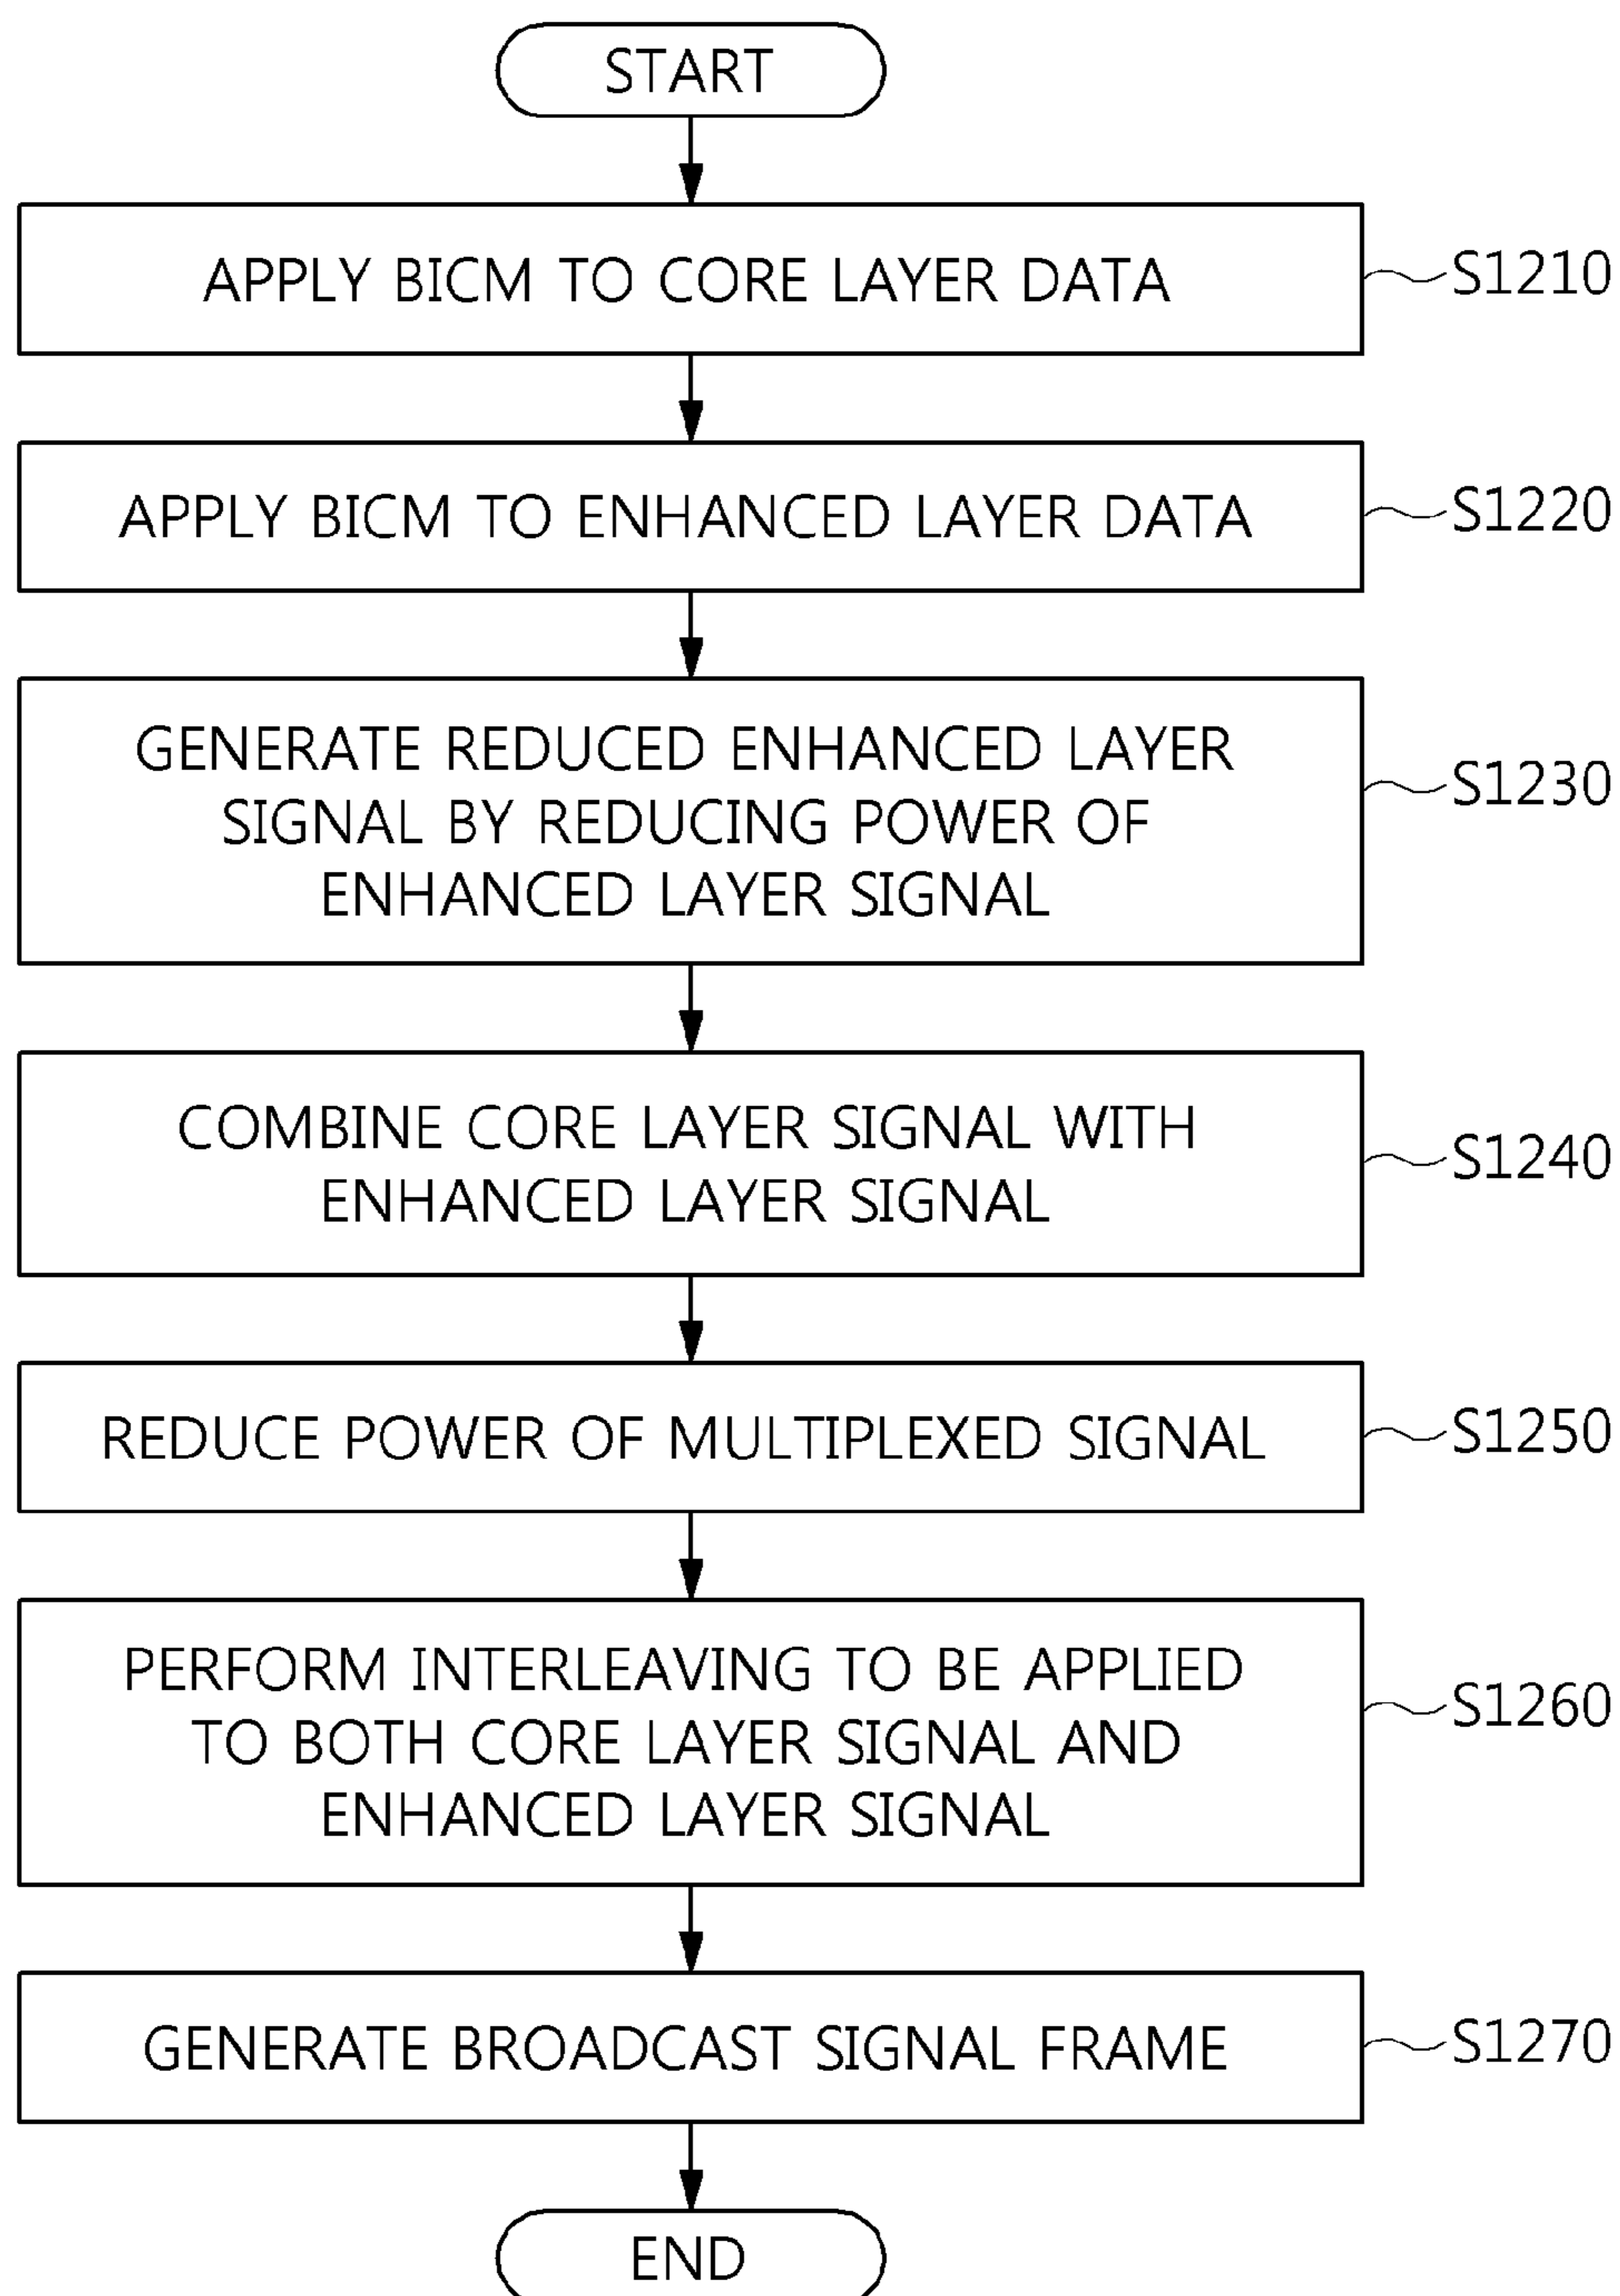 START
APPLY BICM TO CORE LAYER DATA
S1210
APPLY BICM TO ENHANCED LAYER DATA
S1220
GENERATE REDUCED ENHANCED LAYER
SIGNAL BY REDUCING POWER OF
ENHANCED LAYER SIGNAL
S1230
COMBINE CORE LAYER SIGNAL WITH
ENHANCED LAYER SIGNAL
S1240
REDUCE POWER OF MULTIPLEXED SIGNAL
S1250
PERFORM INTERLEAVING TO BE APPLIED
TO BOTH CORE LAYER SIGNAL AND
ENHANCED LAYER SIGNAL
S1260
GENERATE BROADCAST SIGNAL FRAME
S1270
END